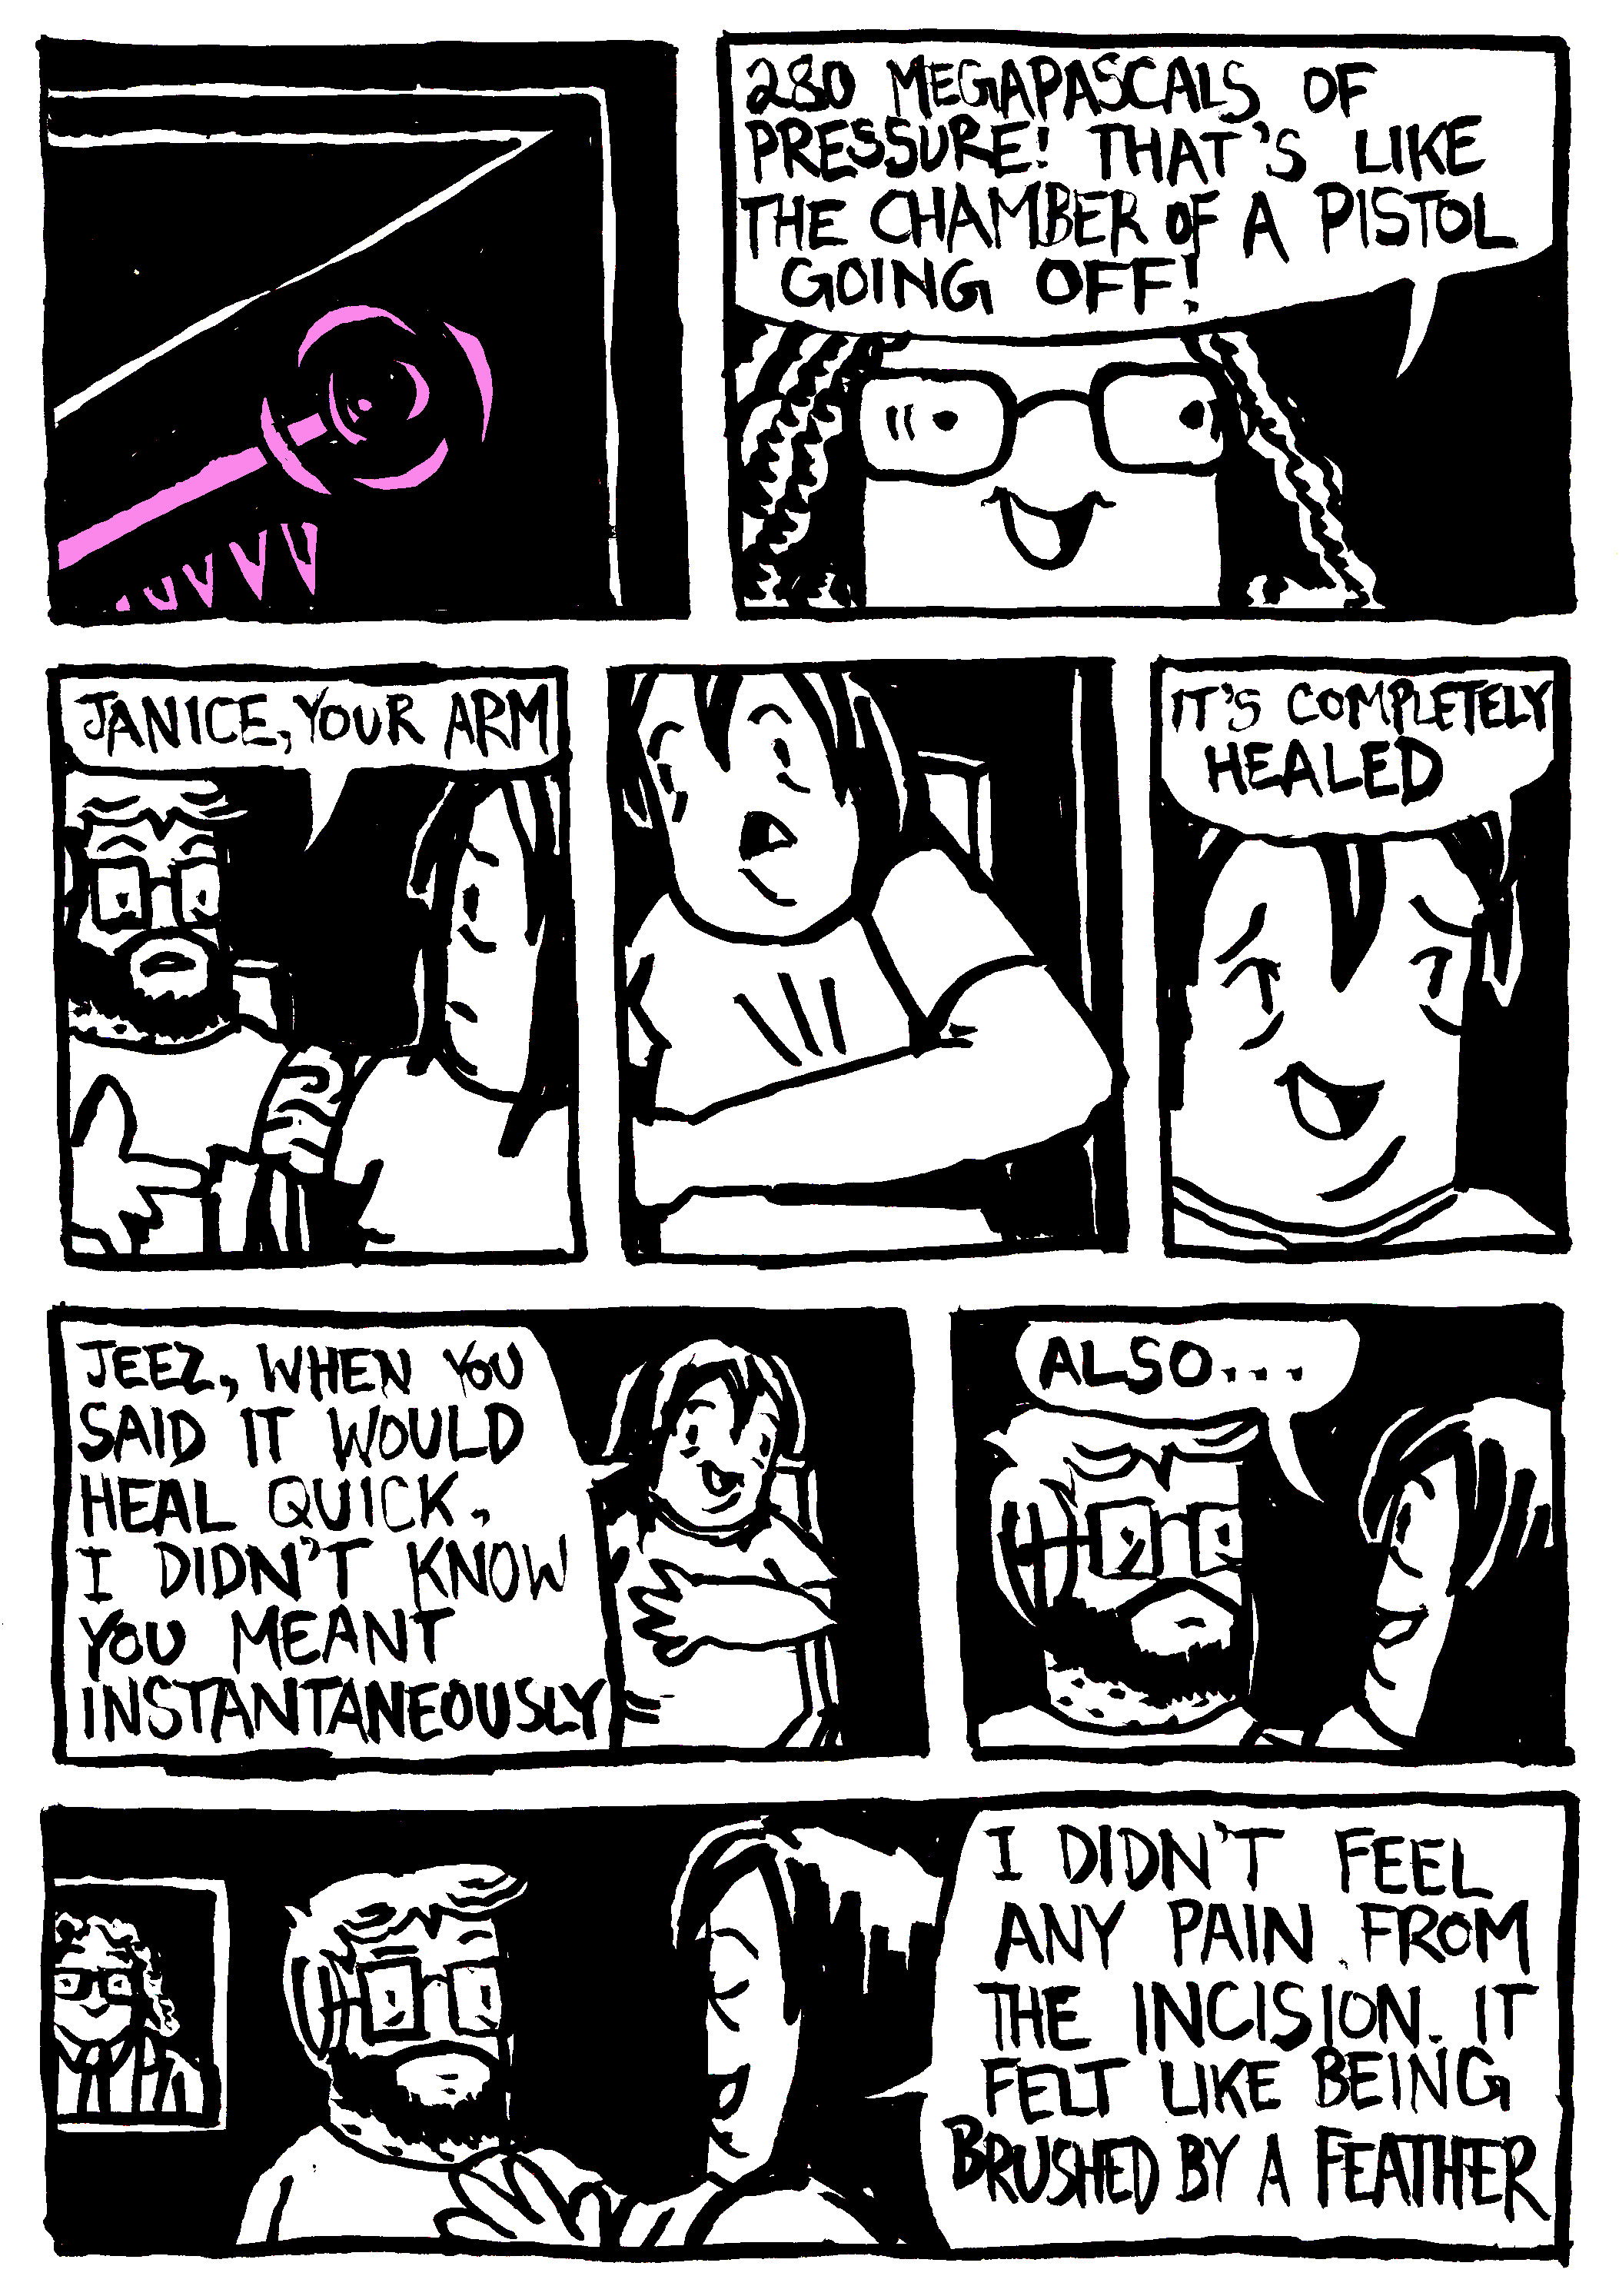 280 MEGAPASCALS OF
PRESSURE! THAT'S LIKE
THE CHAMBER OF A PISTOL
GOING OFF!
JANICE, YOUR ARM
IT'S COMPLETELY
HEALED
JEEZ, WHEN YOU
SAID IT WOULD
HEAL QUICK,
I DIDN'T KNOW
YOU MEANT
INSTANTANEOUSLY
ALSO...
I DIDN'T FEEL
ANY PAIN FROM
THE INCISION. IT
FELT LIKE BEING
BRUSHED BY A FEATHER